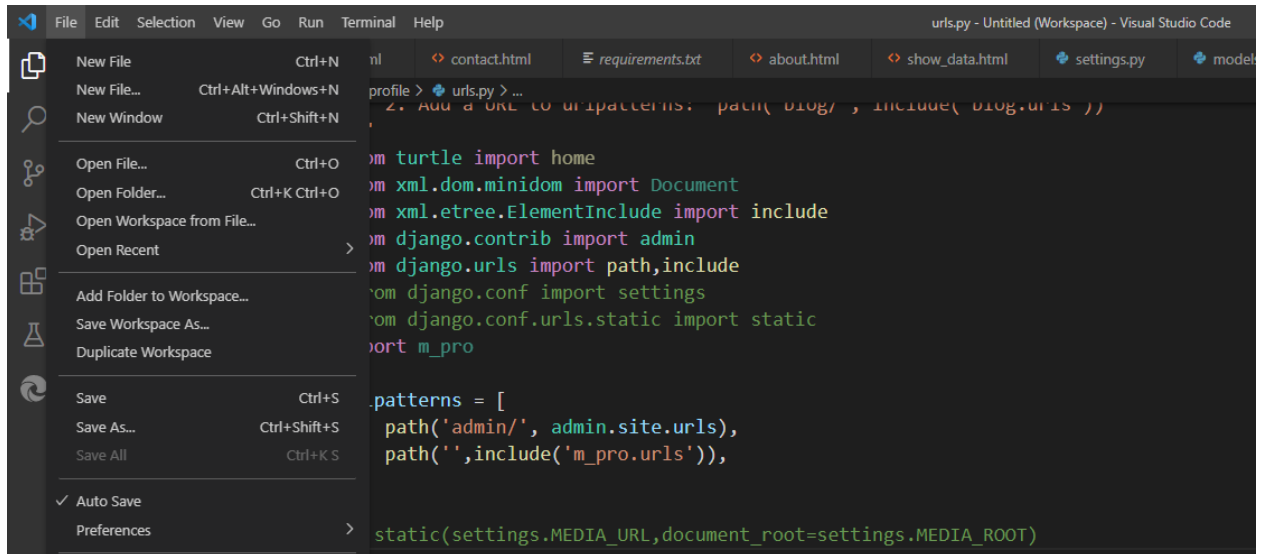 File Edit Selection View Go Run Terminal Help urls.py - Untitled (Workspace) - Visual Studio Code
ml contact.html requirements.txt about.html show_data.html settings.py models
profile > urls.py > ...
New File Ctrl+N
New File... Ctrl+Alt+Windows+N
New Window Ctrl+Shift+N
Open File... Ctrl+O
Open Folder... Ctrl+K Ctrl+O
Open Workspace from File...
Open Recent
Add Folder to Workspace...
Save Workspace As...
Duplicate Workspace
Save Ctrl+S
Save As... Ctrl+Shift+S
Save All Ctrl+K S
Auto Save
Preferences
2. Add a URL to urlpatterns: path('blog/', include('blog.urls'))
om turtle import home
om xml.dom.minidom import Document
om xml.etree.ElementInclude import include
om django.contrib import admin
om django.urls import path,include
rom django.conf import settings
rom django.conf.urls.static import static
port m_pro
lpatterns = [
path('admin/', admin.site.urls),
path('',include('m_pro.urls')),
static(settings.MEDIA_URL,document_root=settings.MEDIA_ROOT)